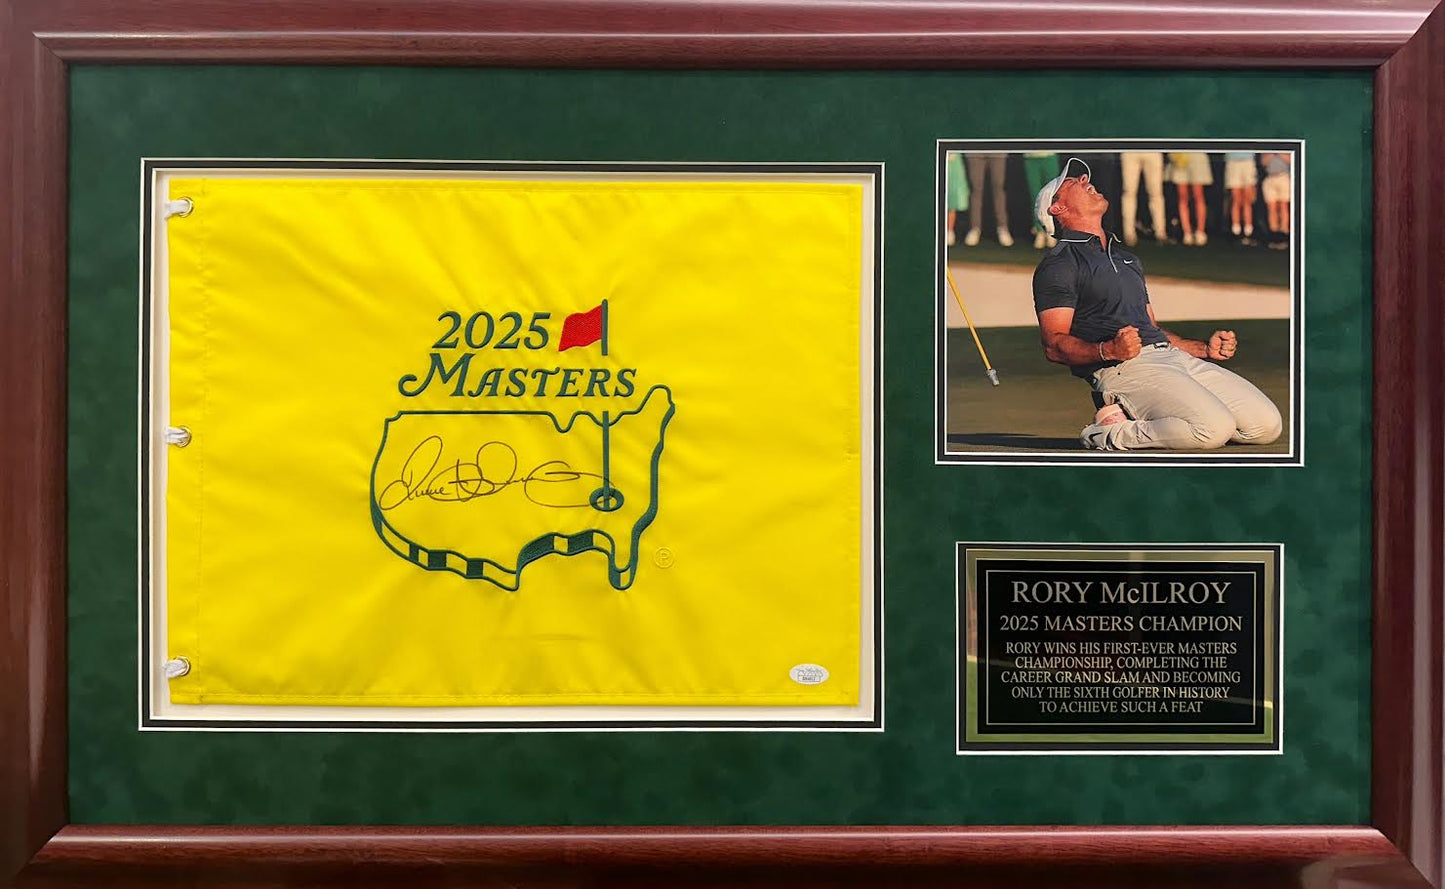 2025
MASTERS
P
RORY McILROY
2025 MASTERS CHAMPION
RORY WINS HIS FIRST-EVER MASTERS
CHAMPIONSHIP, COMPLETING THE
CAREER GRAND SLAM AND BECOMING
ONLY THE SIXTH GOLFER IN HISTORY
TO ACHIEVE SUCH A FEAT